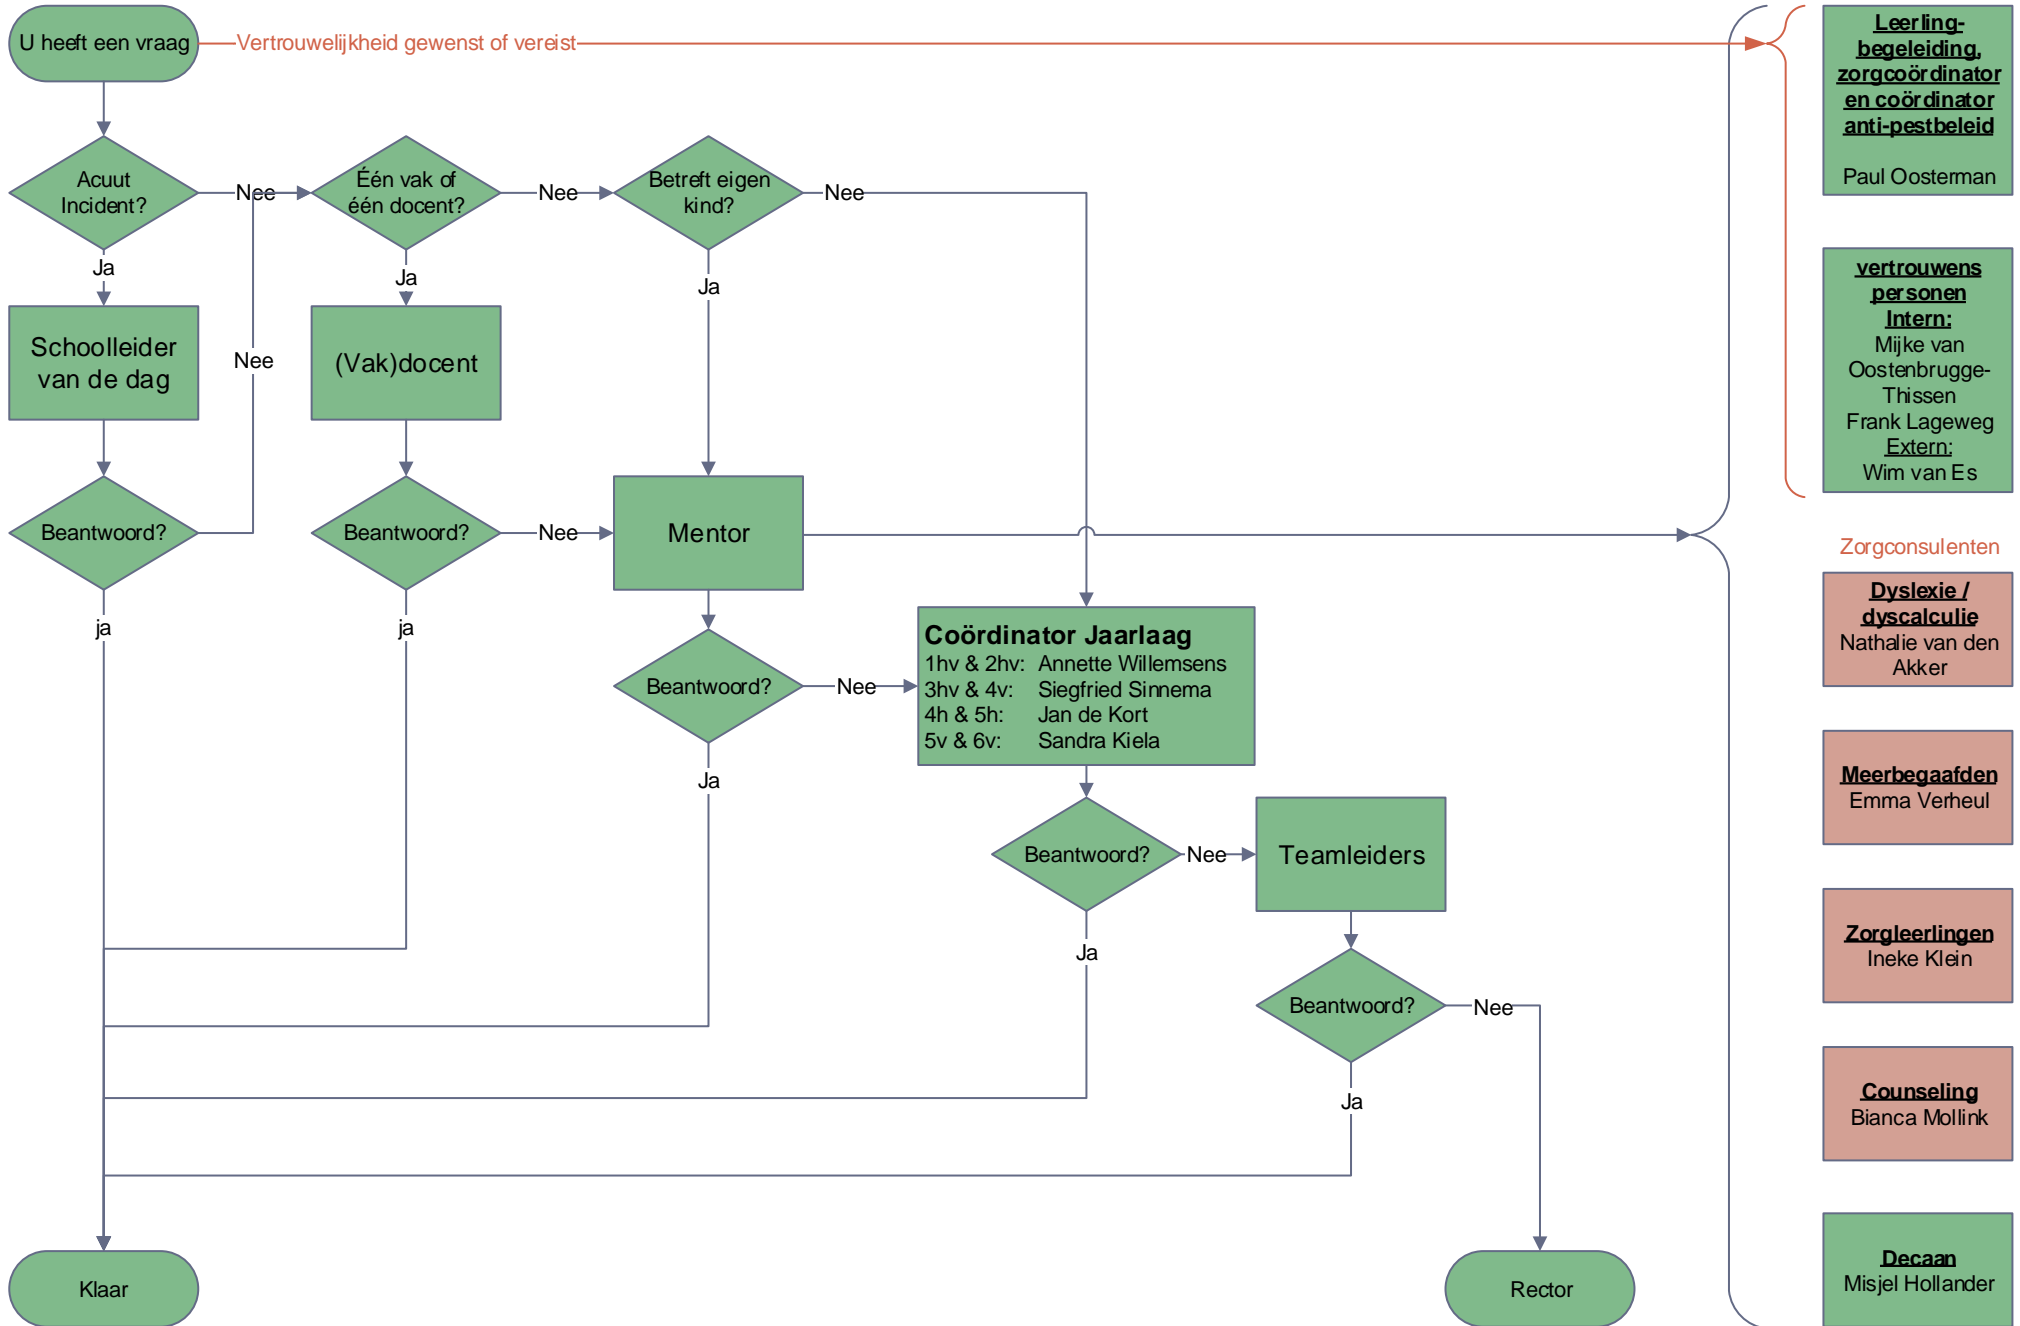 U heeft een vraag
Vertrouwelijkheid gewenst of vereist
Acuut
Incident?
Nee
Één vak of
één docent?
Nee
Betreft eigen
kind?
Nee
Ja
Ja
Ja
Schoolleider
van de dag
Nee
(Vak)docent
Beantwoord?
Beantwoord?
Nee
Mentor
ja
ja
Beantwoord?
Nee
Coördinator Jaarlaag
1hv & 2hv: Annette Willemsens
3hv & 4v: Siegfried Sinnema
4h & 5h: Jan de Kort
5v & 6v: Sandra Kiela
Ja
Beantwoord?
Nee
Teamleiders
Ja
Beantwoord?
Nee
Ja
Klaar
Rector
Leerling-
begeleiding,
zorgcoördinator
en coördinator
anti-pestbeleid
Paul Oosterman
vertrouwens
personen
Intern:
Mijke van
Oostenbrugge-
Thissen
Frank Lageweg
Extern:
Wim van Es
Zorgconsulenten
Dyslexie /
dyscalculie
Nathalie van den
Akker
Meerbegaafden
Emma Verheul
Zorgleerlingen
Ineke Klein
Counseling
Bianca Mollink
Decaan
Misjel Hollander